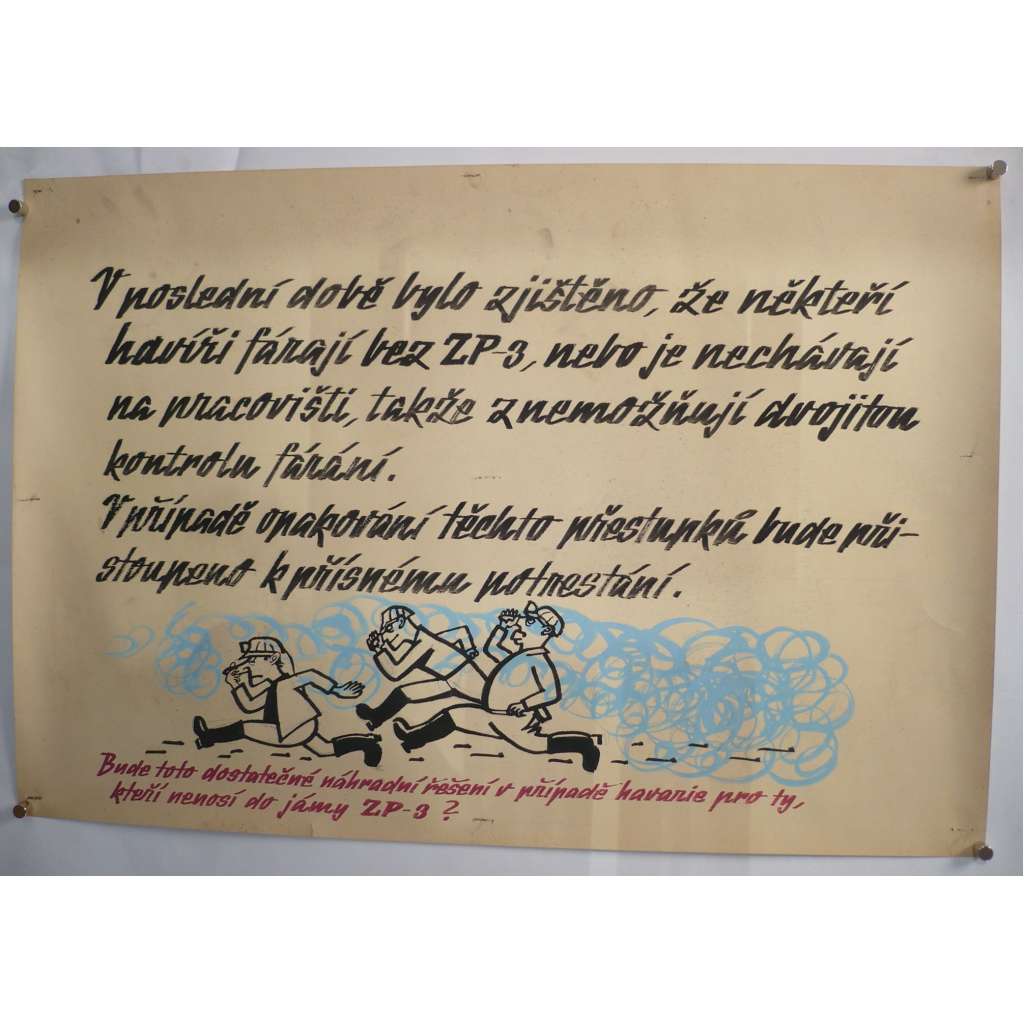 V poslední době bylo zjištěno, že někteří
havíři fárají bez ZP-3, nebo je nechávají
na pracovišti, takže znemožňují dvojitou
kontrolu fárání.
V případě opakování těchto přestupků bude při-
stoupeno k přísnému potrestání.
Bude toto dostatečné náhradní řešení v případě havarie pro ty,
kteří nenosí do jámy ZP-3?